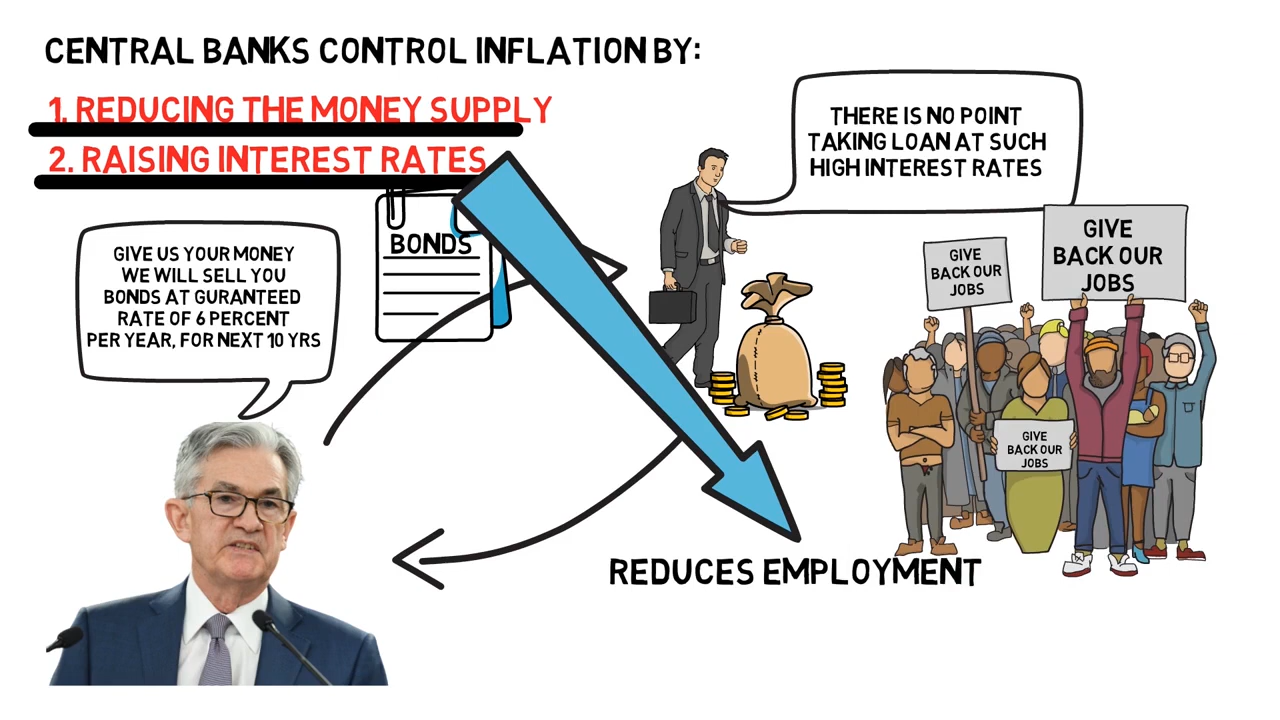 CENTRAL BANKS CONTROL INFLATION BY:
1. REDUCING THE MONEY SUPPLY
2. RAISING INTEREST RATES
THERE IS NO POINT
TAKING LOAN AT SUCH
HIGH INTEREST RATES
BONDS
GIVE US YOUR MONEY
WE WILL SELL YOU
BONDS AT GURANTEED
RATE OF 6 PERCENT
PER YEAR, FOR NEXT 10 YRS
GIVE
BACK OUR
JOBS
GIVE
BACK OUR
JOBS
GIVE
BACK OUR
JOBS
REDUCES EMPLOYMENT